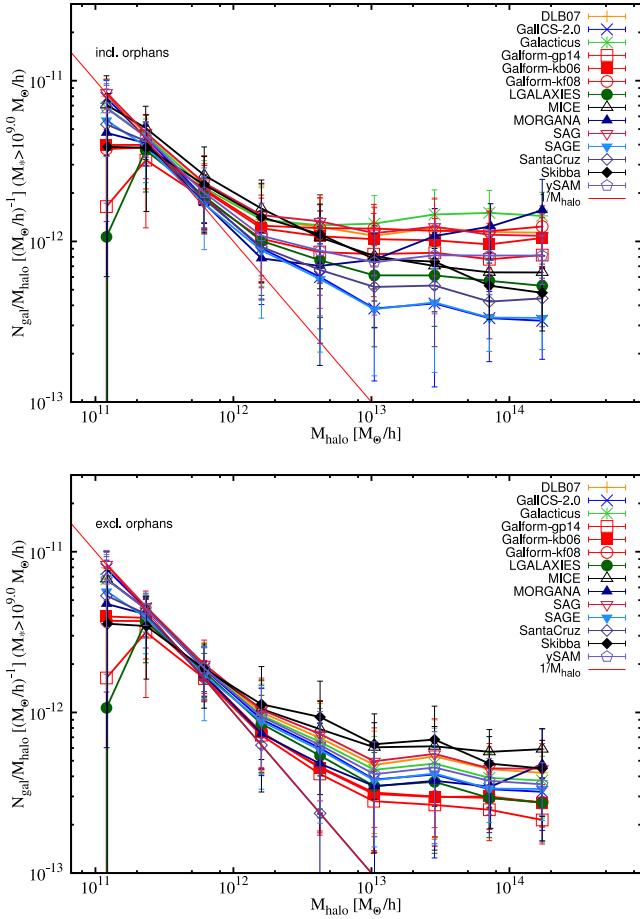 incl. orphans
DLB07
GalICS-2.0
Galacticus
Galform-gp14
Galform-kb06
Galform-kf08
LGALAXIES
MICE
MORGANA
SAG
SAGE
SantaCruz
Skibba
ySAM
1/M_halo
10^-11
10^-12
10^-13
N_gal/M_halo [(M_⊙/h)^-1] (M_*>10^9.0 M_⊙/h)
10^11 10^12 10^13 10^14
M_halo [M_⊙/h]
excl. orphans
DLB07
GalICS-2.0
Galacticus
Galform-gp14
Galform-kb06
Galform-kf08
LGALAXIES
MICE
MORGANA
SAG
SAGE
SantaCruz
Skibba
ySAM
1/M_halo
10^-11
10^-12
10^-13
N_gal/M_halo [(M_⊙/h)^-1] (M_*>10^9.0 M_⊙/h)
10^11 10^12 10^13 10^14
M_halo [M_⊙/h]